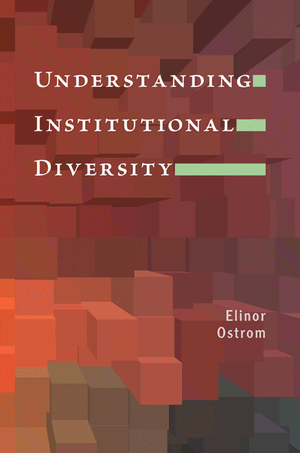 UNDERSTANDING
INSTITUTIONAL
DIVERSITY
Elinor
Ostrom